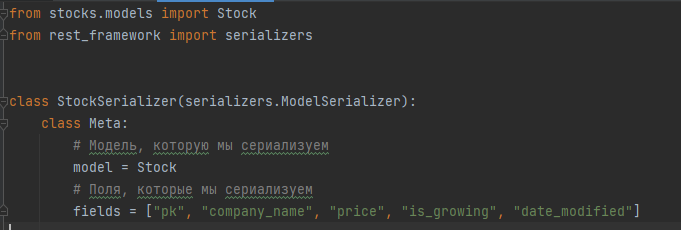 from stocks.models import Stock
from rest_framework import serializers
class StockSerializer(serializers.ModelSerializer):
class Meta:
# Модель, которую мы сериализуем
model = Stock
# Поля, которые мы сериализуем
fields = ["pk", "company_name", "price", "is_growing", "date_modified"]